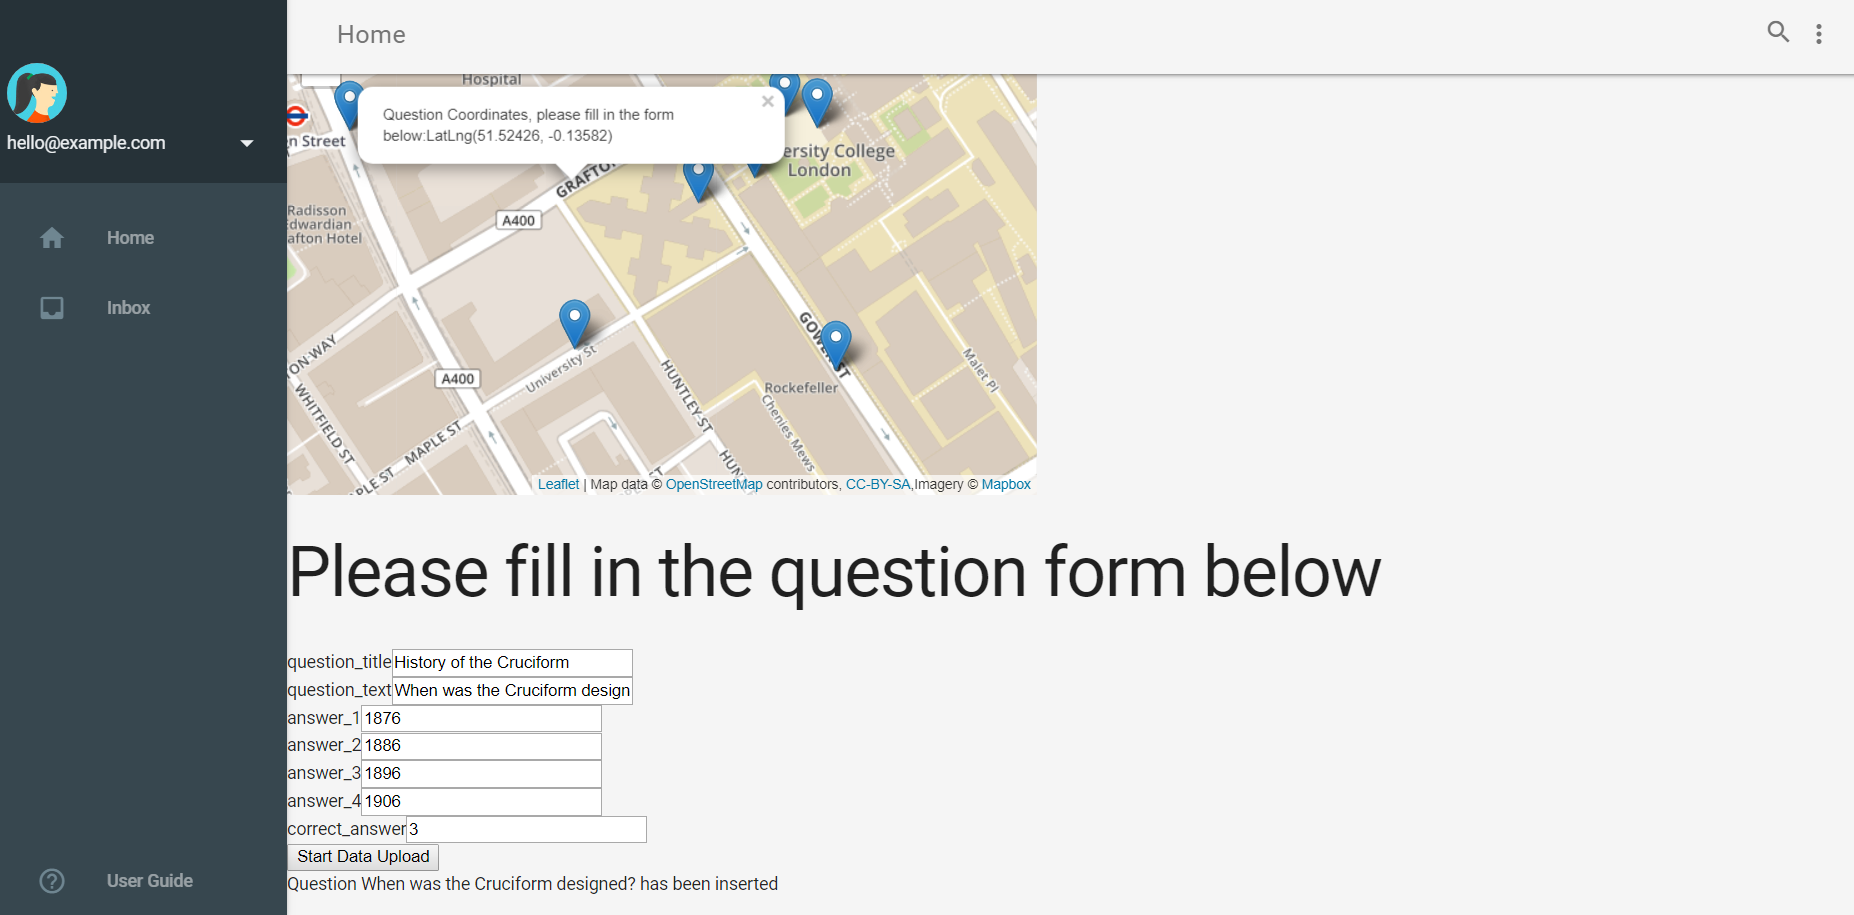 Home
hello@example.com
Home
Inbox
User Guide
Hospital
Question Coordinates, please fill in the form
below:LatLng(51.52426, -0.13582)
×
n Street
ersity College
London
GRAFTO
A400
Radisson
Edwardian
afton Hotel
GOWER ST
ON WAY
A400
University St
Rockefeller
Malet Pl
HUNTLEY ST
WHITFIELD ST
MAPLE ST
Chenies Mews
PLE ST
HUN
Leaflet | Map data © OpenStreetMap contributors, CC-BY-SA,Imagery © Mapbox
Please fill in the question form below
question_title History of the Cruciform
question_text When was the Cruciform design
answer_1 1876
answer_2 1886
answer_3 1896
answer_4 1906
correct_answer 3
Start Data Upload
Question When was the Cruciform designed? has been inserted